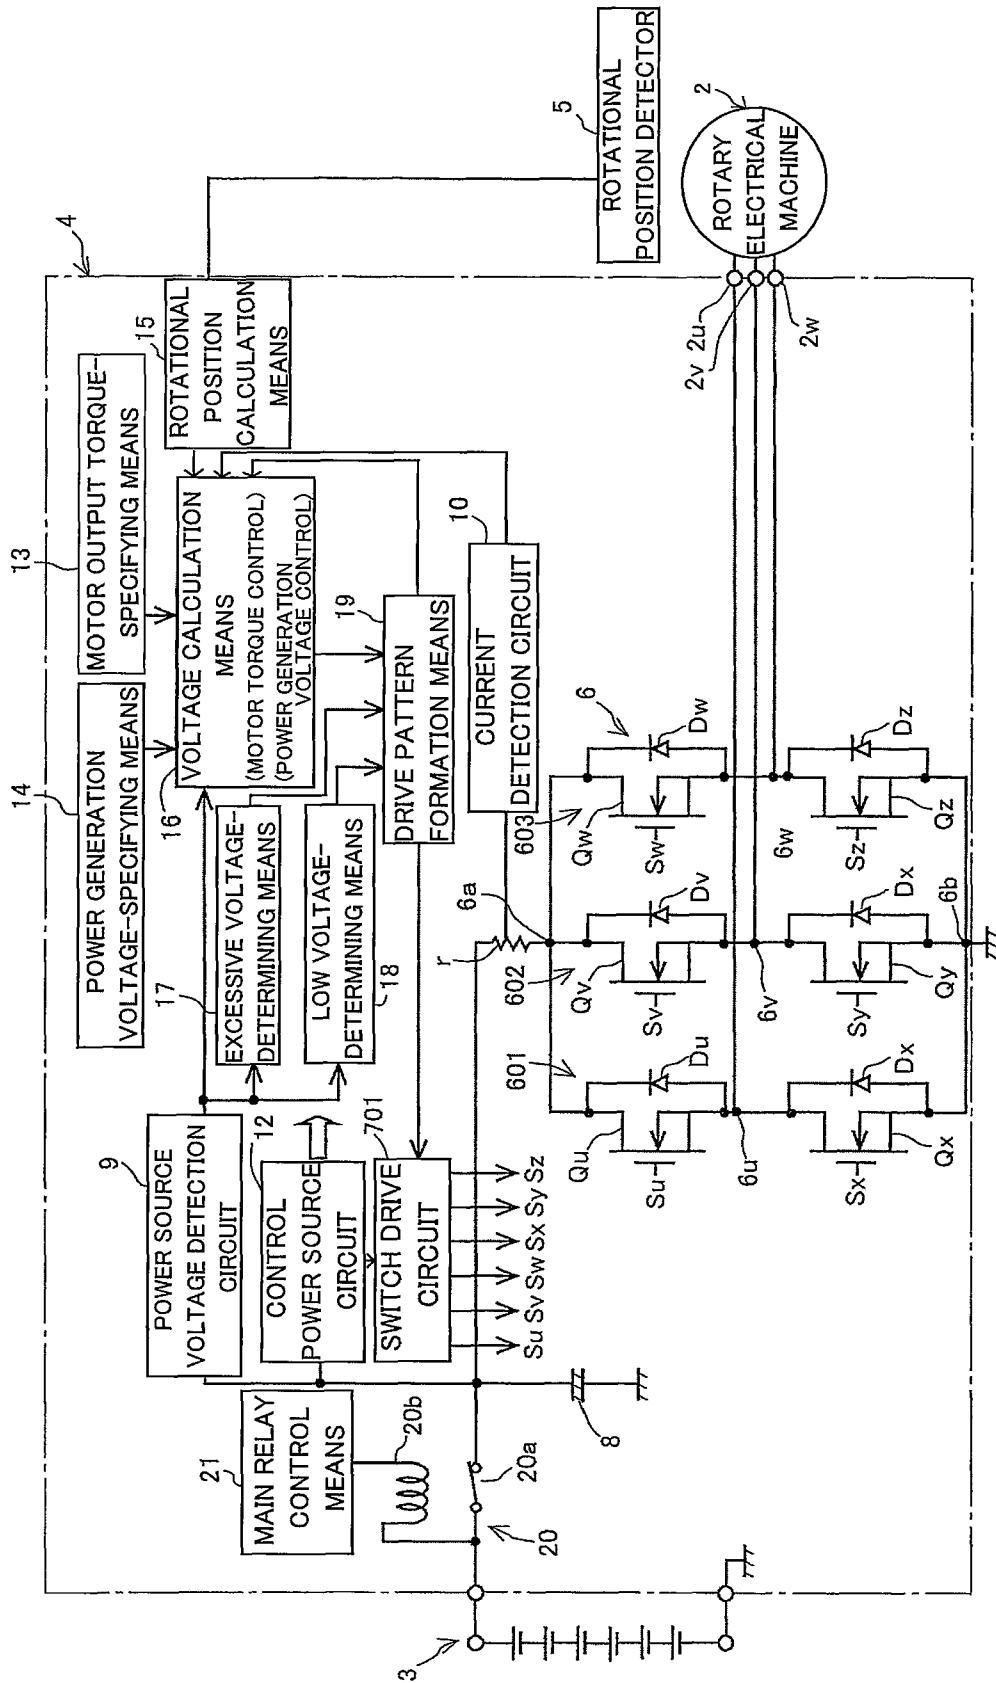 4
13
MOTOR OUTPUT TORQUE-
SPECIFYING MEANS
14
POWER GENERATION
VOLTAGE-SPECIFYING MEANS
15
ROTATIONAL
POSITION
CALCULATION
MEANS
5
ROTATIONAL
POSITION DETECTOR
16
VOLTAGE CALCULATION
MEANS
(MOTOR TORQUE CONTROL)
(POWER GENERATION
VOLTAGE CONTROL)
9
POWER SOURCE
VOLTAGE DETECTION
CIRCUIT
17
EXCESSIVE VOLTAGE-
DETERMINING MEANS
18
LOW VOLTAGE-
DETERMINING MEANS
19
DRIVE PATTERN
FORMATION MEANS
21
MAIN RELAY
CONTROL
MEANS
12
CONTROL
POWER SOURCE
CIRCUIT
701
SWITCH DRIVE
CIRCUIT
10
CURRENT
DETECTION CIRCUIT
20b
20a
20
3
8
Su Sv Sw Sx Sy Sz
r
6a
6
601
602
603
Qu
Su
Du
Qv
Sv
Dv
Qw
Sw
Dw
6u
6v
6w
2u
2v
2w
2
ROTARY
ELECTRICAL
MACHINE
Sx
Qx
Dx
Sy
Qy
Dx
Sz
Qz
Dz
6b